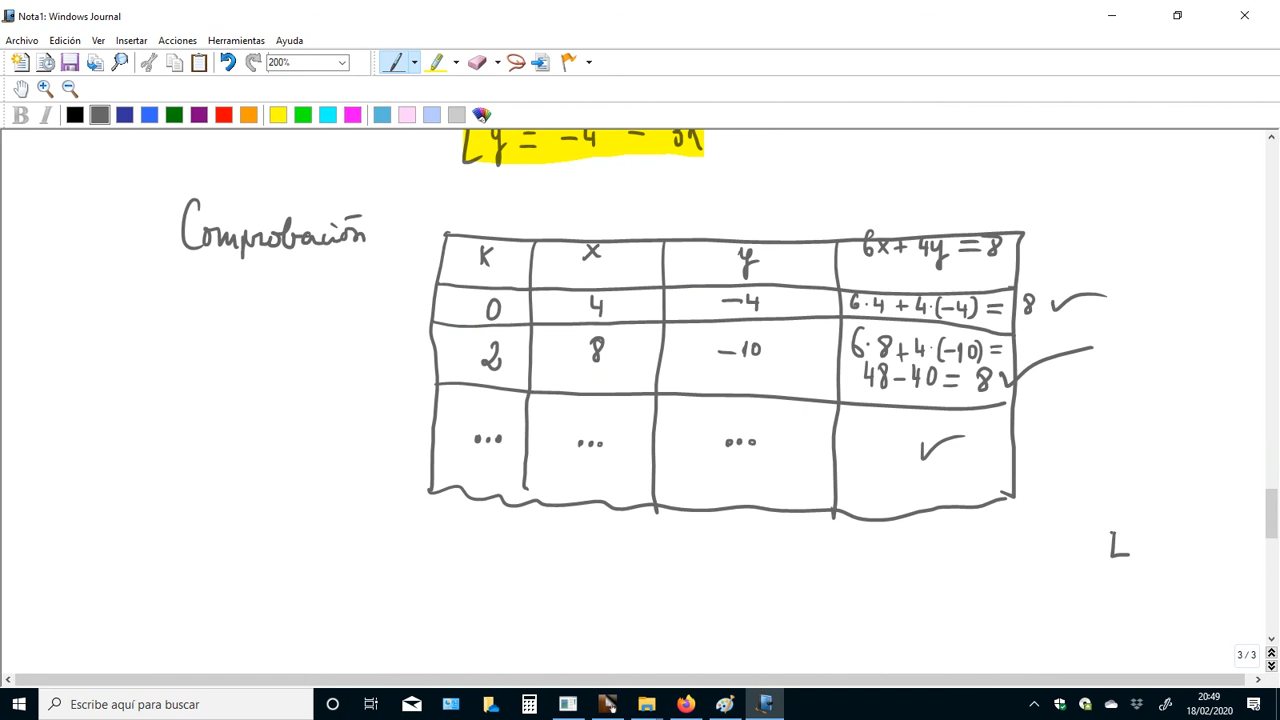 Nota1: Windows Journal
Archivo Edición Ver Insertar Acciones Herramientas Ayuda
200%
B I
y = -4 -
Comprobación
K x y 6x + 4y = 8
0 4 -4 6·4 + 4·(-4) = 8 ✓
2 8 -10 6·8 + 4·(-10) =
48 - 40 = 8 ✓
... ... ... ✓
L
3 / 3
Escribe aquí para buscar
20:49
18/02/2020